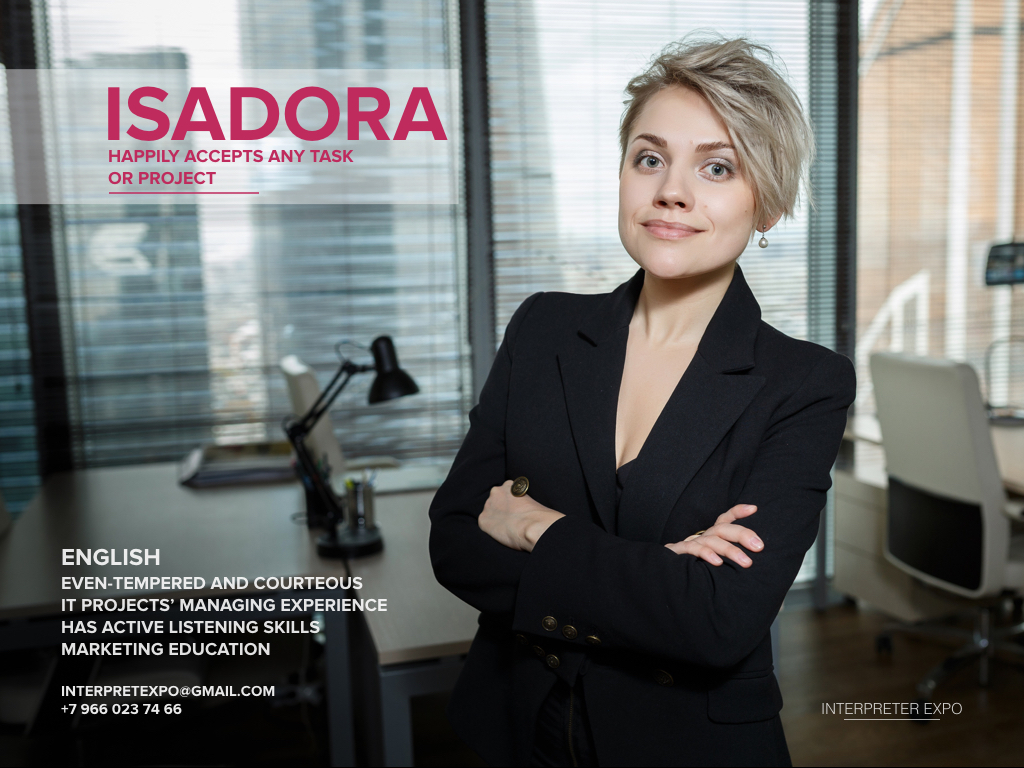 ISADORA
HAPPILY ACCEPTS ANY TASK
OR PROJECT
ENGLISH
EVEN-TEMPERED AND COURTEOUS
IT PROJECTS’ MANAGING EXPERIENCE
HAS ACTIVE LISTENING SKILLS
MARKETING EDUCATION
INTERPRETEXPO@GMAIL.COM
+7 966 023 74 66
INTERPRETER EXPO